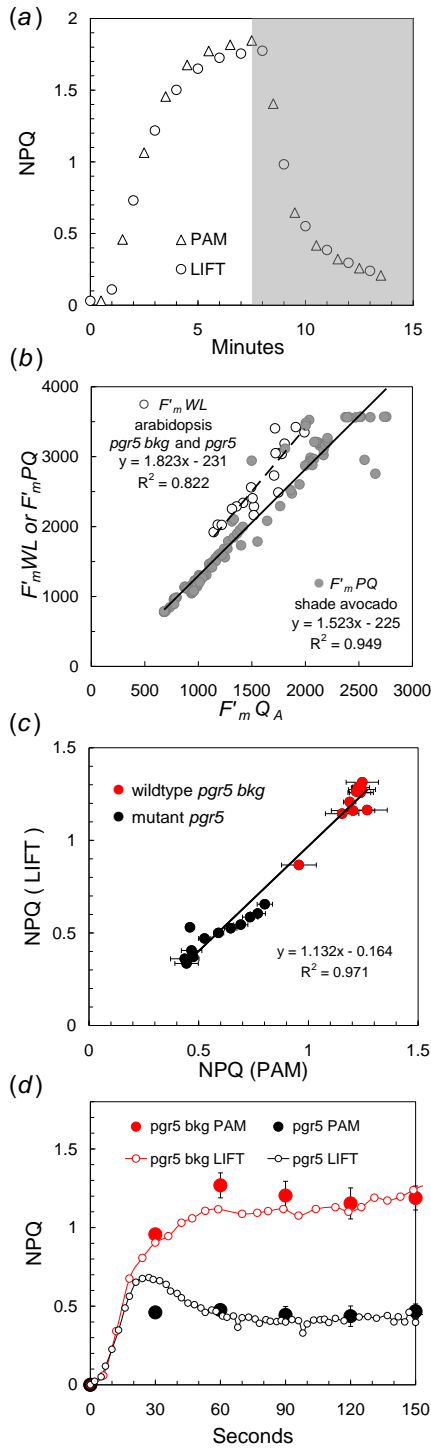 (a)
2
1.5
1
0.5
0
NPQ
PAM
LIFT
0
5
10
15
Minutes
(b)
4000
3000
2000
1000
0
F'm WL or F'm PQ
F'm WL
arabidopsis
pgr5 bkg and pgr5
y = 1.823x - 231
R² = 0.822
F'm PQ
shade avocado
y = 1.523x - 225
R² = 0.949
500
1000
1500
2000
2500
3000
F'm QA
(c)
1.5
1
0.5
0
NPQ (LIFT)
wildtype pgr5 bkg
mutant pgr5
y = 1.132x - 0.164
R² = 0.971
0
0.5
1
1.5
NPQ (PAM)
(d)
1.5
1
0.5
0
NPQ
pgr5 bkg PAM
pgr5 PAM
pgr5 bkg LIFT
pgr5 LIFT
0
30
60
90
120
150
Seconds